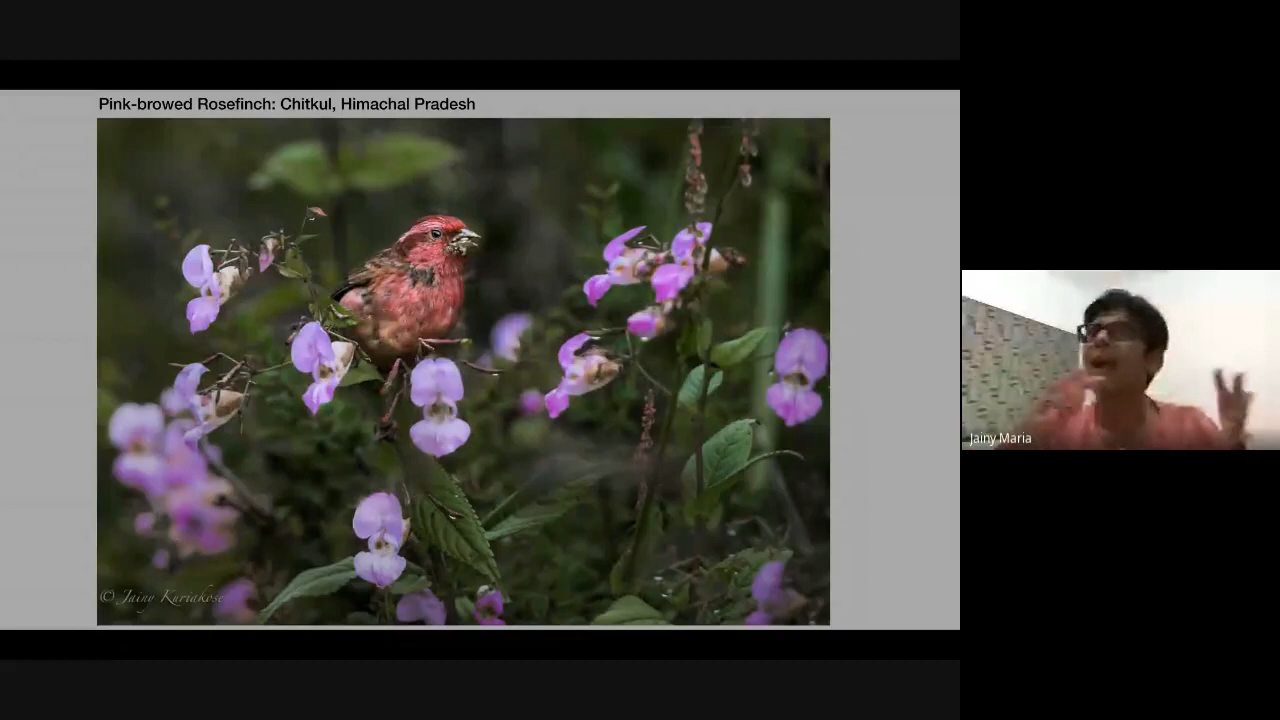 Pink-browed Rosefinch: Chitkul, Himachal Pradesh
Jainy Maria
© Jainy Kuriakose